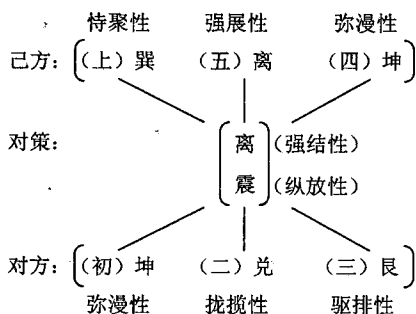 恃聚性 强展性 弥漫性
己方: (上)巽 (五)离 (四)坤
对策: 离 (强结性)
震 (纵放性)
对方: (初)坤 (二)兑 (三)艮
弥漫性 拢揽性 驱排性